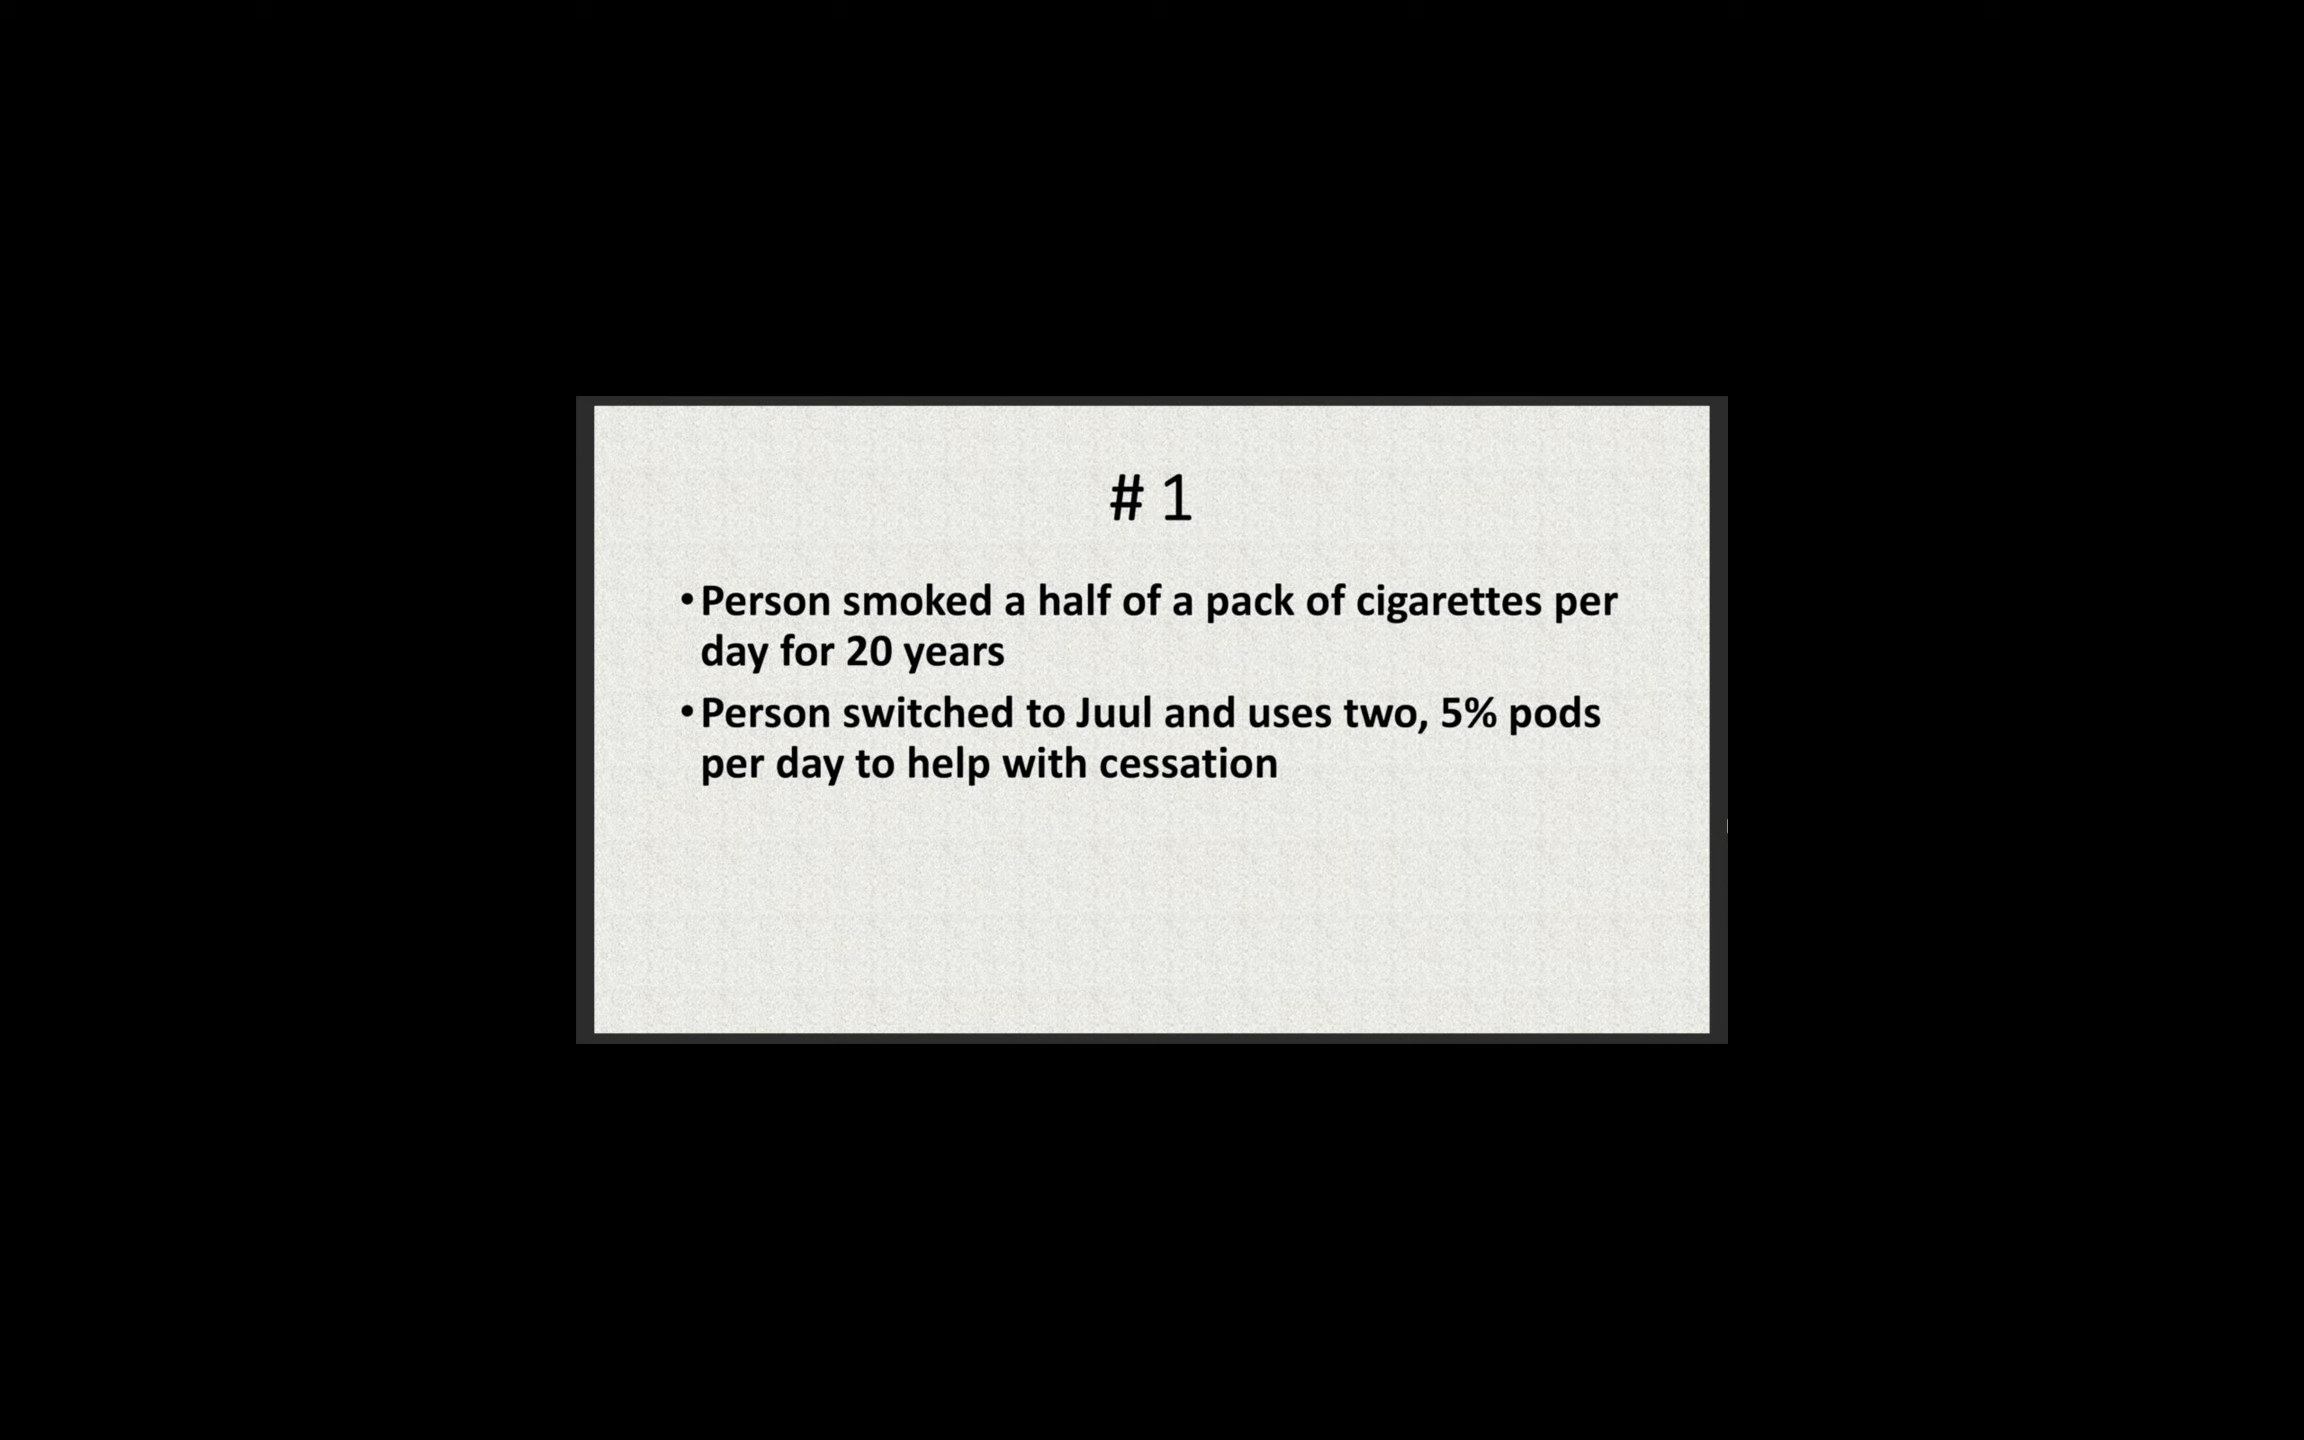 # 1
•Person smoked a half of a pack of cigarettes per
day for 20 years
•Person switched to Juul and uses two, 5% pods
per day to help with cessation